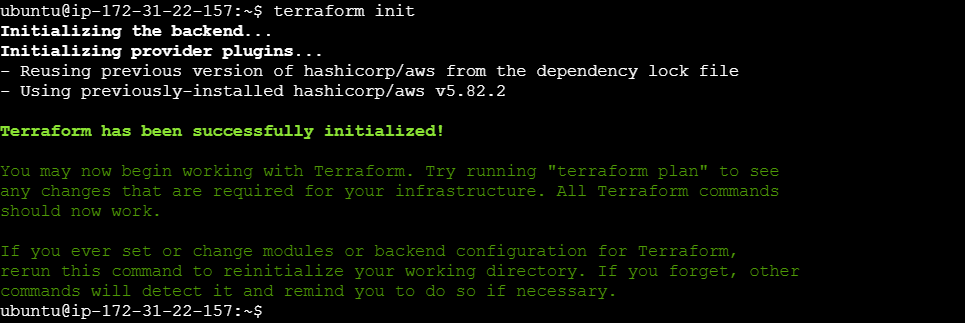 ubuntu@ip-172-31-22-157:~$ terraform init
Initializing the backend...
Initializing provider plugins...
- Reusing previous version of hashicorp/aws from the dependency lock file
- Using previously-installed hashicorp/aws v5.82.2
Terraform has been successfully initialized!
You may now begin working with Terraform. Try running "terraform plan" to see
any changes that are required for your infrastructure. All Terraform commands
should now work.
If you ever set or change modules or backend configuration for Terraform,
rerun this command to reinitialize your working directory. If you forget, other
commands will detect it and remind you to do so if necessary.
ubuntu@ip-172-31-22-157:~$